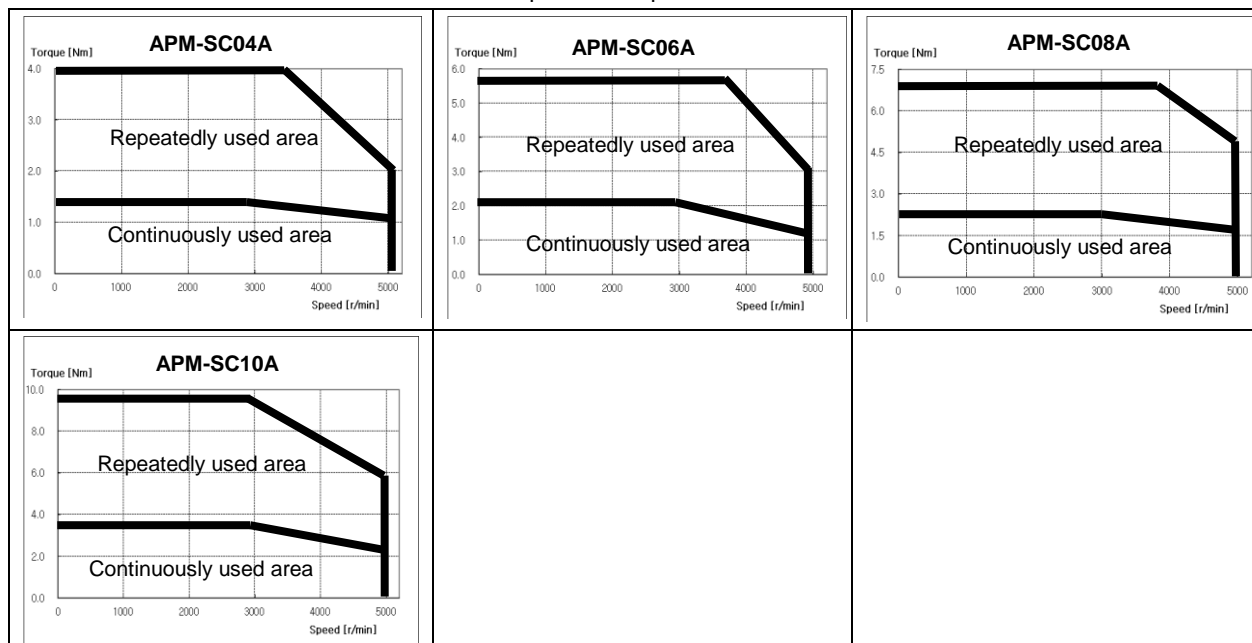 APM-SC04A
Torque [Nm]
4.0
3.0
Repeatedly used area
2.0
1.0
Continuously used area
0.0
0 1000 2000 3000 4000 5000
Speed [r/min]
APM-SC06A
Torque [Nm]
6.0
5.0
4.0
Repeatedly used area
3.0
2.0
1.0
Continuously used area
0.0
0 1000 2000 3000 4000 5000
Speed [r/min]
APM-SC08A
Torque [Nm]
7.5
6.0
Repeatedly used area
4.5
3.0
1.5
Continuously used area
0.0
0 1000 2000 3000 4000 5000
Speed [r/min]
APM-SC10A
Torque [Nm]
10.0
8.0
Repeatedly used area
6.0
4.0
2.0
Continuously used area
0.0
0 1000 2000 3000 4000 5000
Speed [r/min]